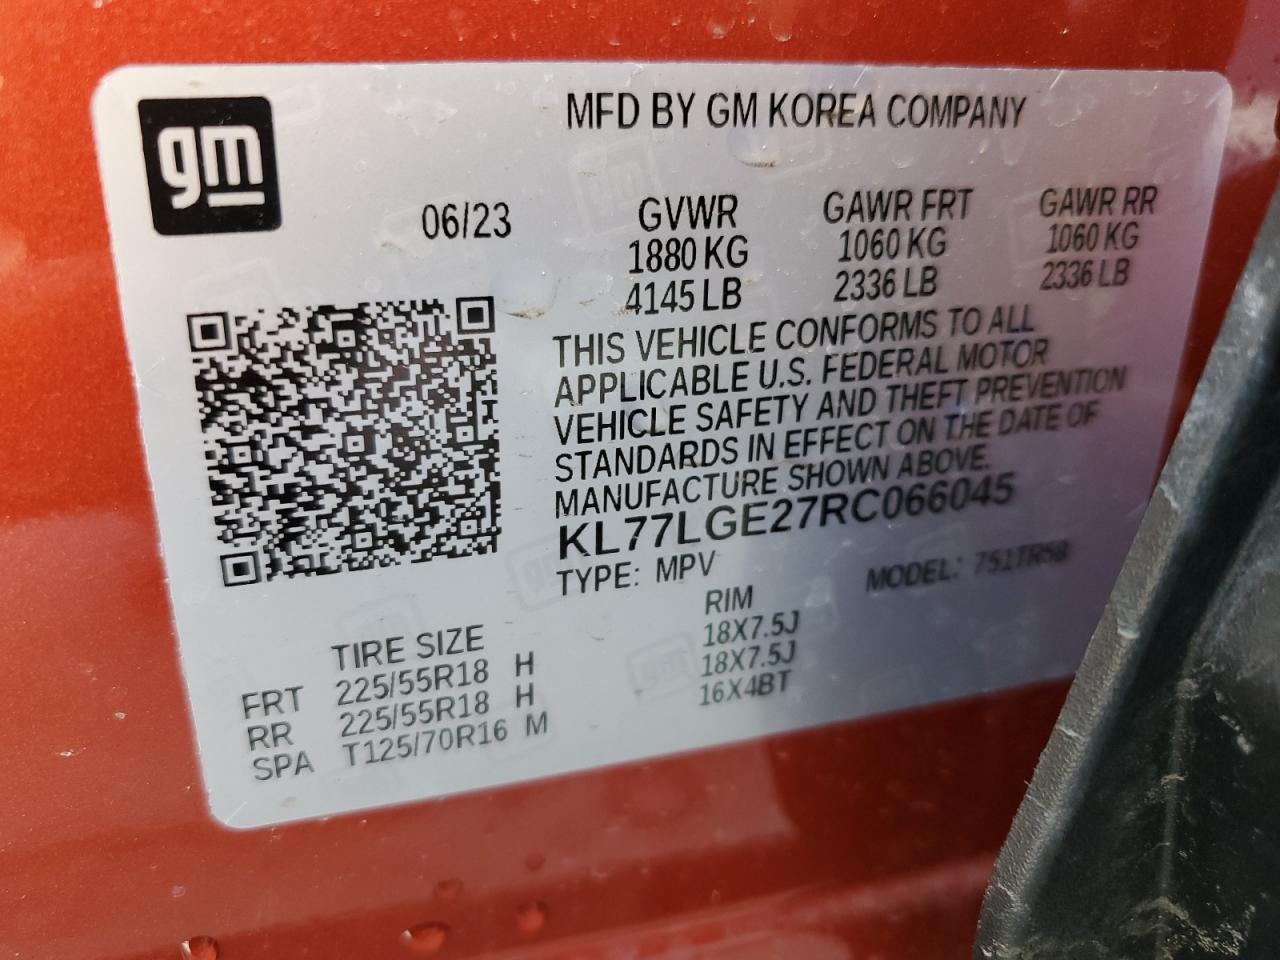 gm
MFD BY GM KOREA COMPANY
06/23 GVWR GAWR FRT GAWR RR
1880 KG 1060 KG 1060 KG
4145 LB 2336 LB 2336 LB
THIS VEHICLE CONFORMS TO ALL
APPLICABLE U.S. FEDERAL MOTOR
VEHICLE SAFETY AND THEFT PREVENTION
STANDARDS IN EFFECT ON THE DATE OF
MANUFACTURE SHOWN ABOVE.
KL77LGE27RC066045
TYPE: MPV MODEL: 751TR58
TIRE SIZE RIM
FRT 225/55R18 H 18X7.5J
RR 225/55R18 H 18X7.5J
SPA T125/70R16 M 16X4BT